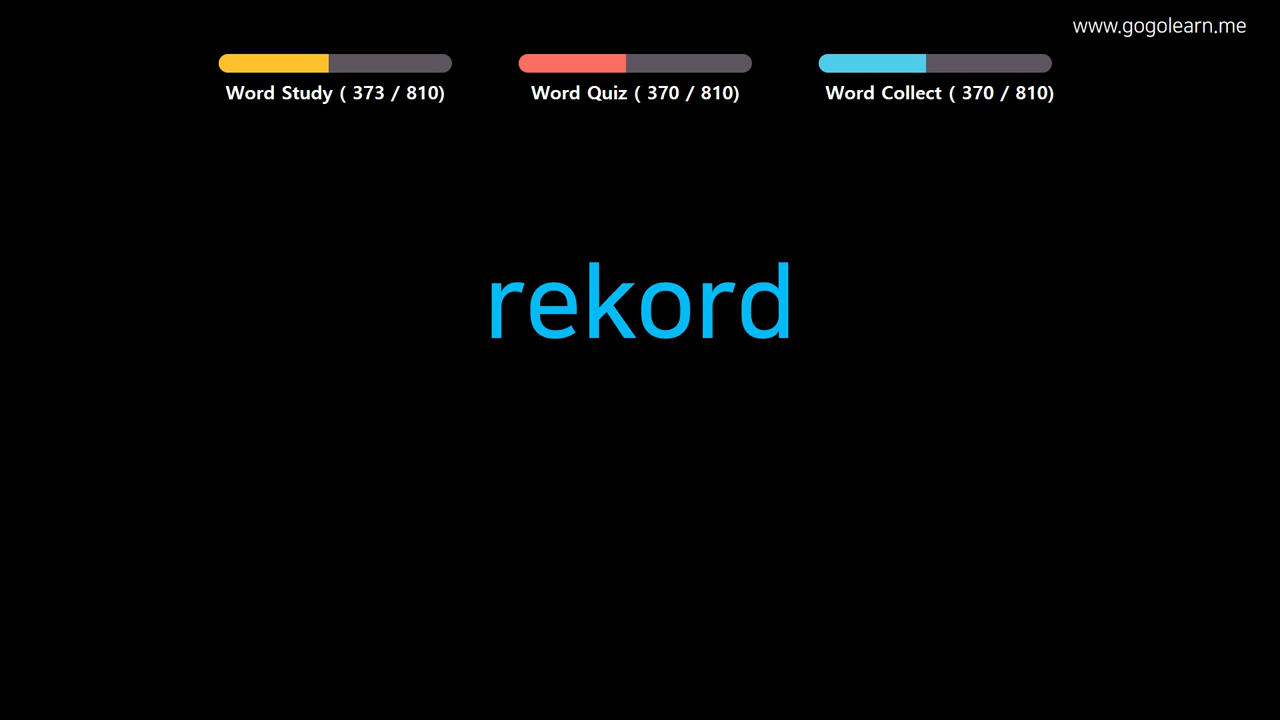 www.gogolearn.me
Word Study ( 373 / 810)
Word Quiz ( 370 / 810)
Word Collect ( 370 / 810)
rekord